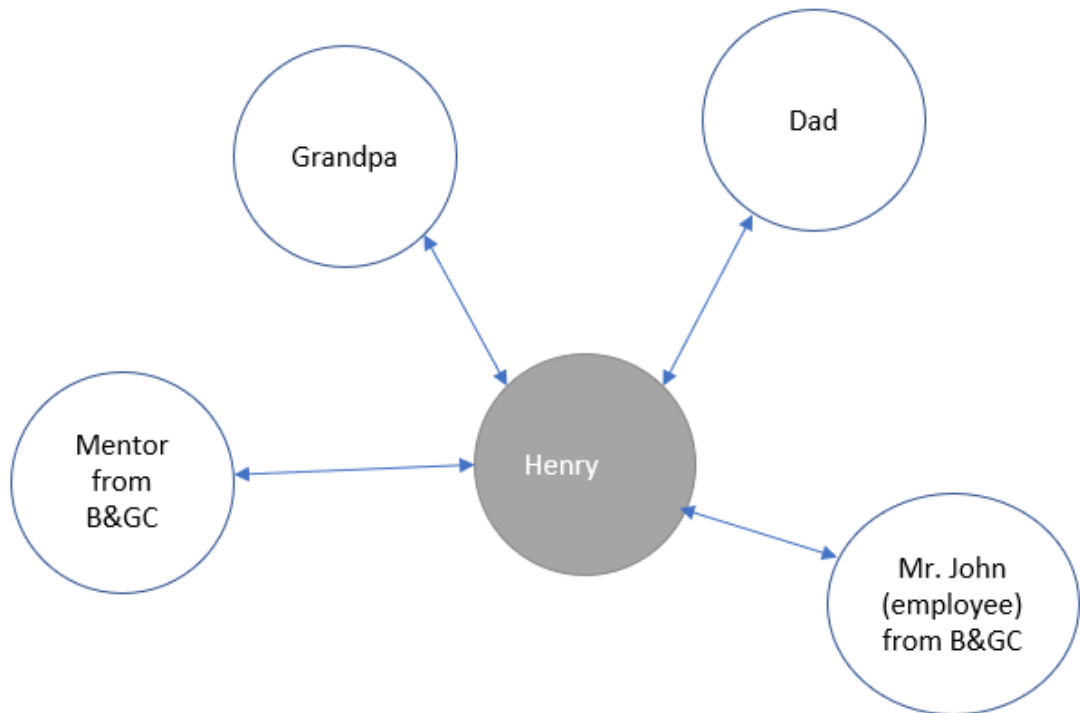 Grandpa
Dad
Mentor
from
B&GC
Henry
Mr. John
(employee)
from B&GC